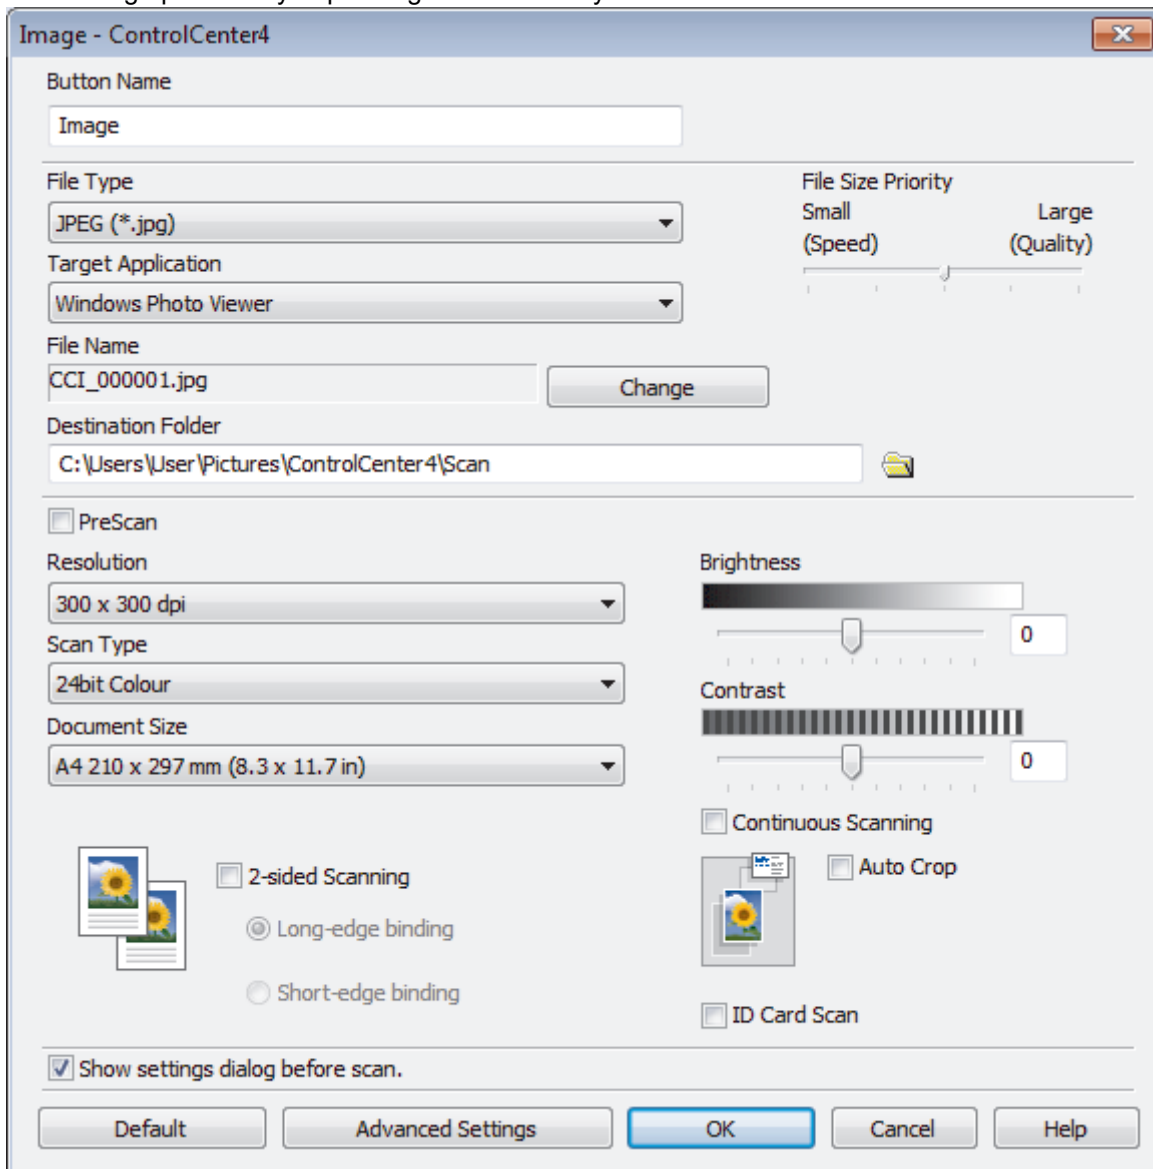 Image - ControlCenter4
Button Name
Image
File Type
JPEG (*.jpg)
File Size Priority
Small Large
(Speed) (Quality)
Target Application
Windows Photo Viewer
File Name
CCI_000001.jpg
Change
Destination Folder
C:\Users\User\Pictures\ControlCenter4\Scan
PreScan
Resolution
300 x 300 dpi
Scan Type
24bit Colour
Document Size
A4 210 x 297 mm (8.3 x 11.7 in)
Brightness
0
Contrast
0
Continuous Scanning
Auto Crop
2-sided Scanning
Long-edge binding
Short-edge binding
ID Card Scan
Show settings dialog before scan.
Default
Advanced Settings
OK
Cancel
Help